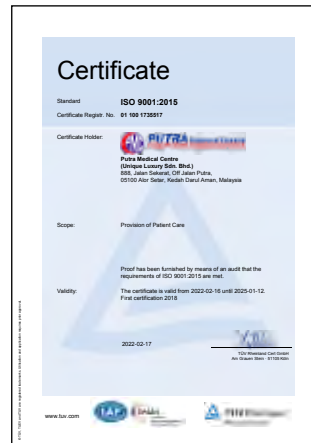 Certificate
Standard ISO 9001:2015
Certificate Registr. No. 01 100 1735517
Certificate Holder: PUTRA
Putra Medical Centre
(Unique Luxury Sdn. Bhd.)
888, Jalan Sekerat, Off Jalan Putra,
05100 Alor Setar, Kedah Darul Aman, Malaysia
Scope: Provision of Patient Care
Proof has been furnished by means of an audit that the
requirements of ISO 9001:2015 are met.
Validity: The certificate is valid from 2022-02-16 until 2025-01-12.
First certification 2018
2022-02-17
TÜV Rheinland Cert GmbH
Am Grauen Stein · 51105 Köln
www.tuv.com